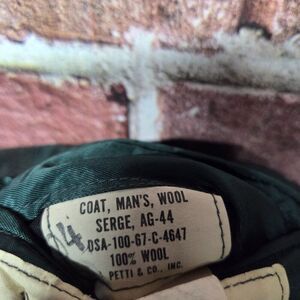 COAT, MAN'S, WOOL
SERGE, AG-44
DSA-100-67-C-4647
100% WOOL
PETTI & CO., INC.